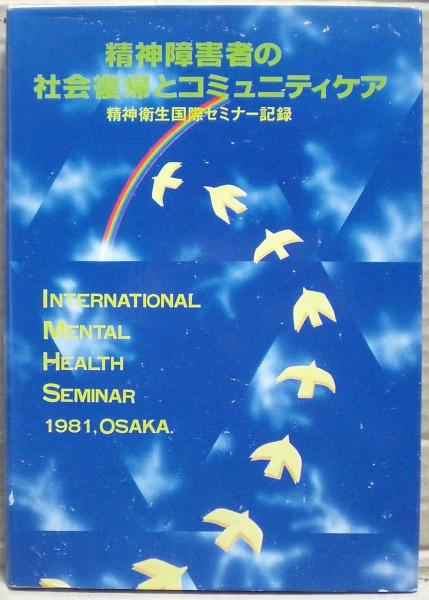 精神障害者の
社会復帰とコミュニティケア
精神衛生国際セミナー記録
INTERNATIONAL
MENTAL
HEALTH
SEMINAR
1981, OSAKA.